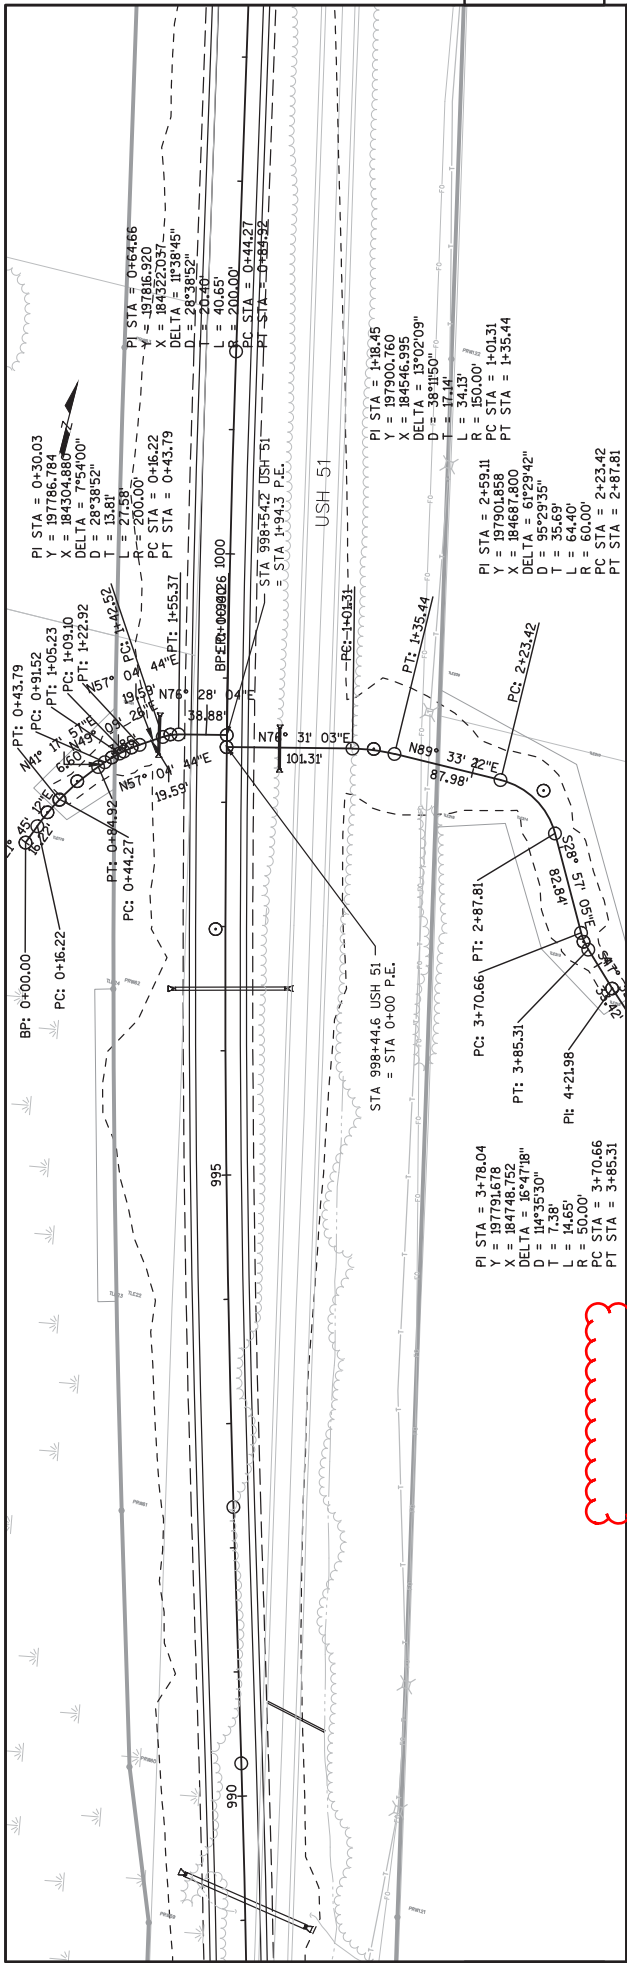 PI STA = 0+64.66
Y = 197816.920
X = 184322.037
DELTA = 11°38'45"
D = 28°38'52"
T = 20.40'
L = 40.65'
R = 200.00'
PC STA = 0+44.27
PT STA = 0+84.92
PI STA = 0+30.03
Y = 197786.784
X = 184304.880
DELTA = 7°54'00"
D = 28°38'52"
T = 13.81'
L = 27.58'
R = 200.00'
PC STA = 0+16.22
PT STA = 0+43.79
Z
PI STA = 1+18.45
Y = 197900.760
X = 184546.995
DELTA = 13°02'09"
D = 38°11'50"
T = 17.14'
L = 34.13'
R = 150.00'
PC STA = 1+01.31
PT STA = 1+35.44
PI STA = 2+59.11
Y = 197901.858
X = 184687.800
DELTA = 61°29'42"
D = 95°29'35"
T = 35.69'
L = 64.40'
R = 60.00'
PC STA = 2+23.42
PT STA = 2+87.81
USH 51
STA 998+54.2 USH 51
= STA 1+94.3 P.E.
1000
PT: 0+43.79
PC: 0+91.52
PT: 1+05.23
PC: 1+09.10
PT: 1+22.92
PC: 1+42.52
PT: 1+55.37
N57° 04' 44"E
19.59'
N76° 28' 04"E
38.88'
N57° 04' 44"E
19.59'
16.22'
PT: 0+84.92
PC: 0+44.27
BP: 0+00.00
PC: 0+16.22
PC: 1+01.31
N76° 31' 03"E
101.31'
PT: 1+35.44
N89° 33' 22"E
87.98'
PC: 2+23.42
PT: 2+87.81
S28° 57' 05"E
82.84'
PC: 3+70.66
PT: 3+85.31
PI: 4+21.98
STA 998+44.6 USH 51
= STA 0+00 P.E.
995
990
PI STA = 3+78.04
Y = 197791.678
X = 184748.752
DELTA = 16°47'18"
D = 114°35'30"
T = 7.38'
L = 14.65'
R = 50.00'
PC STA = 3+70.66
PT STA = 3+85.31